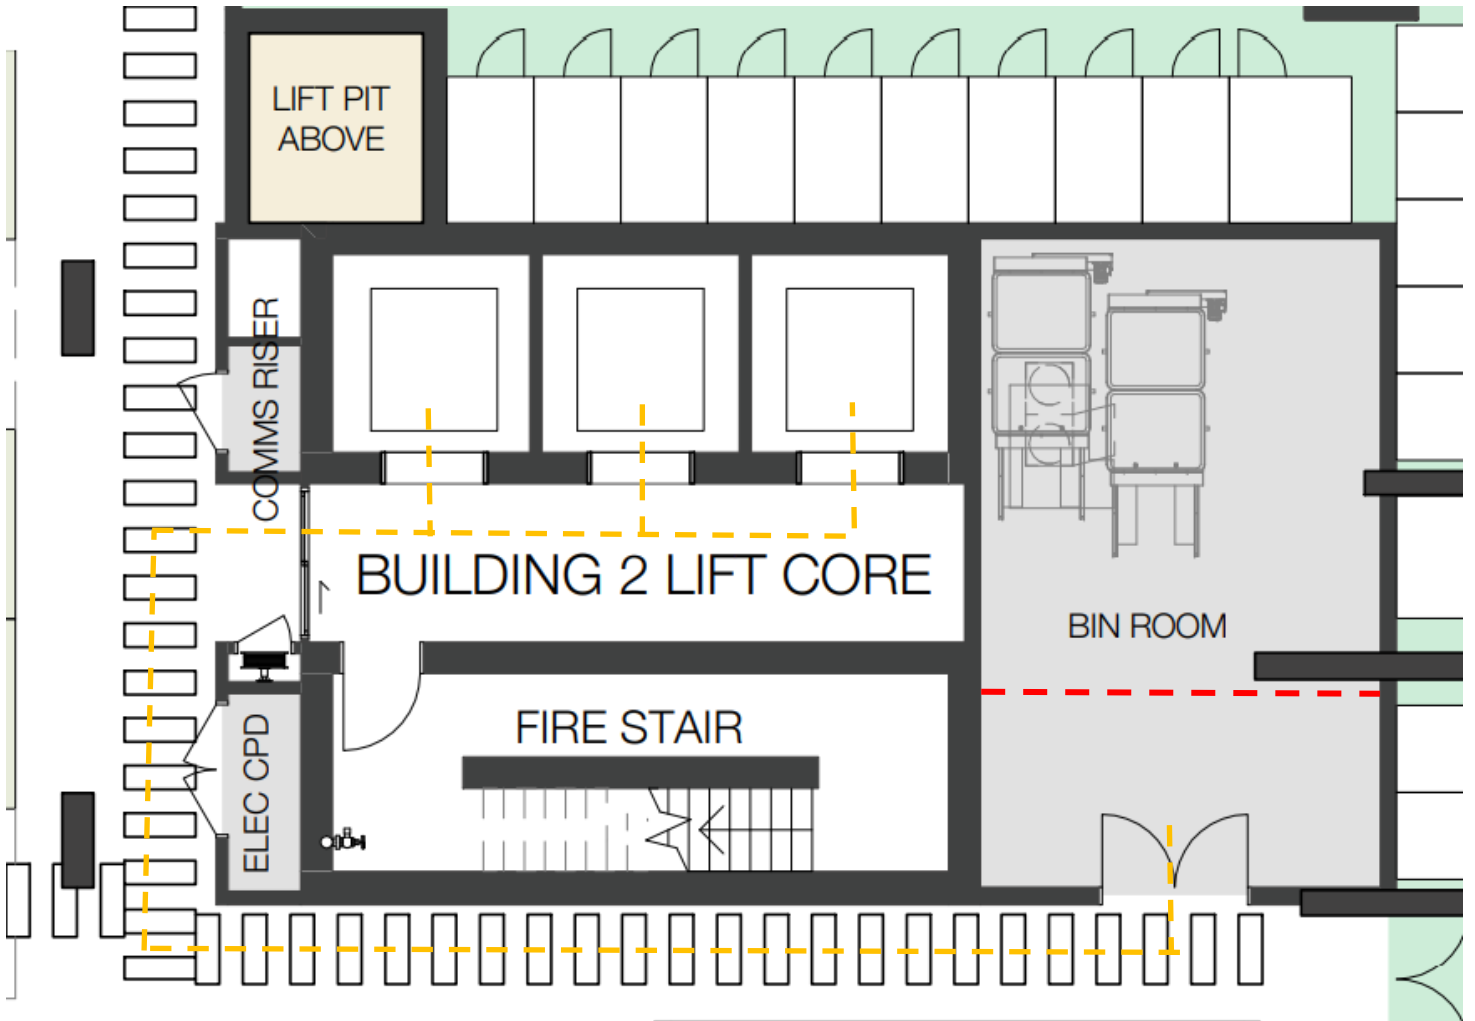 LIFT PIT
ABOVE
COMMS RISER
BUILDING 2 LIFT CORE
BIN ROOM
FIRE STAIR
ELEC CPD